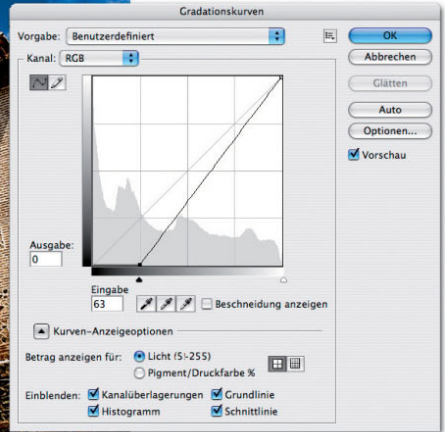 Gradationskurven
Vorgabe: Benutzerdefiniert
OK
Kanal: RGB
Abbrechen
Glätten
Auto
Optionen...
Vorschau
Ausgabe:
0
Eingabe
63
Beschneidung anzeigen
Kurven-Anzeigeoptionen
Betrag anzeigen für: Licht (5!-255)
Pigment/Druckfarbe %
Einblenden: Kanalüberlagerungen Grundlinie
Histogramm Schnittlinie